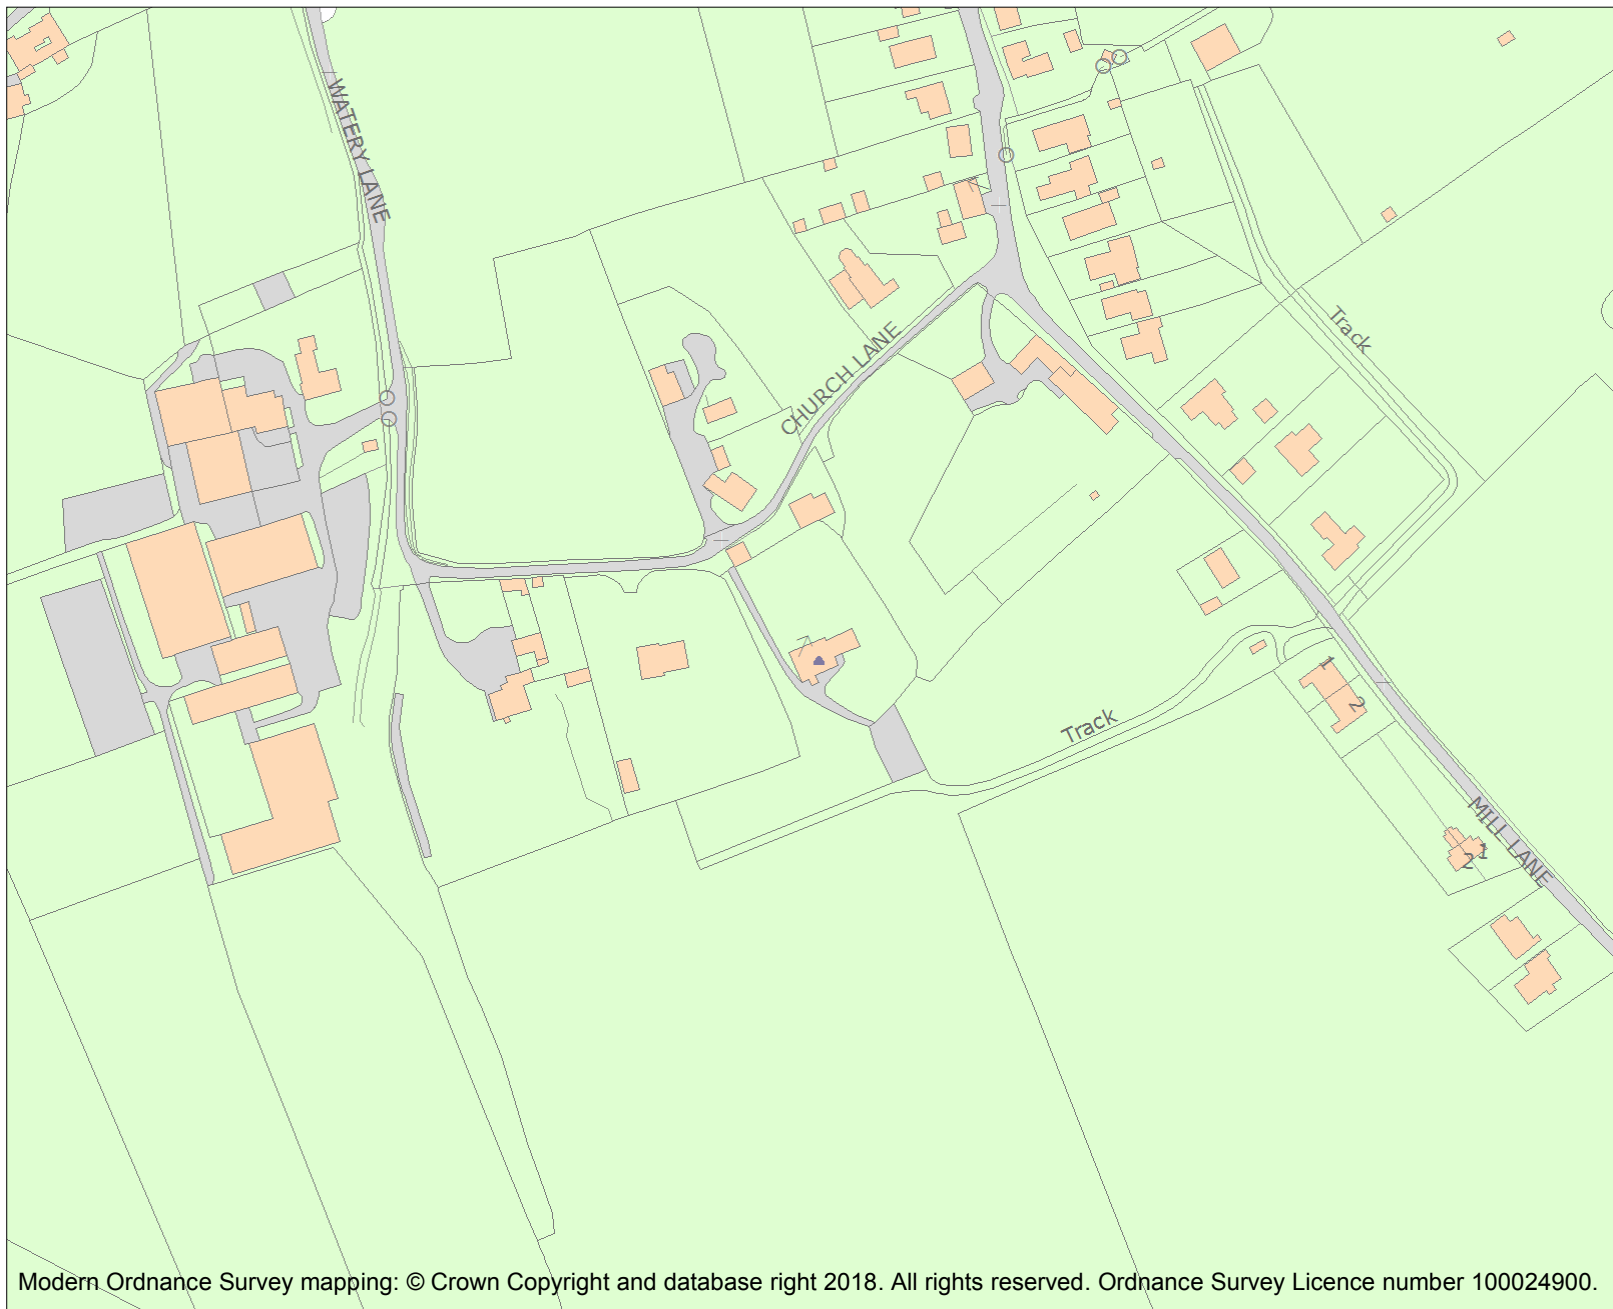 WATERY LANE
CHURCH LANE
Track
Track
1
2
MILL LANE
1
2
Modern Ordnance Survey mapping: © Crown Copyright and database right 2018. All rights reserved. Ordnance Survey Licence number 100024900.